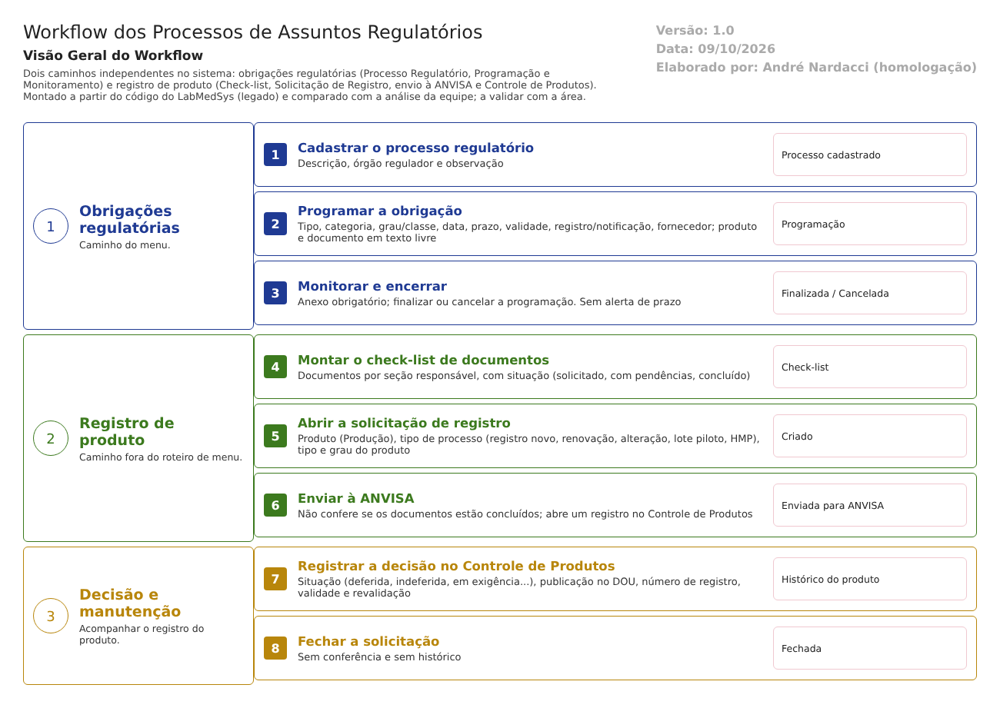 Workflow dos Processos de Assuntos Regulatórios
Visão Geral do Workflow
Dois caminhos independentes no sistema: obrigações regulatórias (Processo Regulatório, Programação e
Monitoramento) e registro de produto (Check-list, Solicitação de Registro, envio à ANVISA e Controle de Produtos).
Montado a partir do código do LabMedSys (legado) e comparado com a análise da equipe; a validar com a área.
Versão: 1.0
Data: 09/10/2026
Elaborado por: André Nardacci (homologação)
1
Obrigações
regulatórias
Caminho do menu.
1
Cadastrar o processo regulatório
Descrição, órgão regulador e observação
Processo cadastrado
2
Programar a obrigação
Tipo, categoria, grau/classe, data, prazo, validade, registro/notificação, fornecedor; produto
e documento em texto livre
Programação
3
Monitorar e encerrar
Anexo obrigatório; finalizar ou cancelar a programação. Sem alerta de prazo
Finalizada / Cancelada
2
Registro de
produto
Caminho fora do roteiro de menu.
4
Montar o check-list de documentos
Documentos por seção responsável, com situação (solicitado, com pendências, concluído)
Check-list
5
Abrir a solicitação de registro
Produto (Produção), tipo de processo (registro novo, renovação, alteração, lote piloto, HMP),
tipo e grau do produto
Criado
6
Enviar à ANVISA
Não confere se os documentos estão concluídos; abre um registro no Controle de Produtos
Enviada para ANVISA
3
Decisão e
manutenção
Acompanhar o registro do
produto.
7
Registrar a decisão no Controle de Produtos
Situação (deferida, indeferida, em exigência...), publicação no DOU, número de registro,
validade e revalidação
Histórico do produto
8
Fechar a solicitação
Sem conferência e sem histórico
Fechada